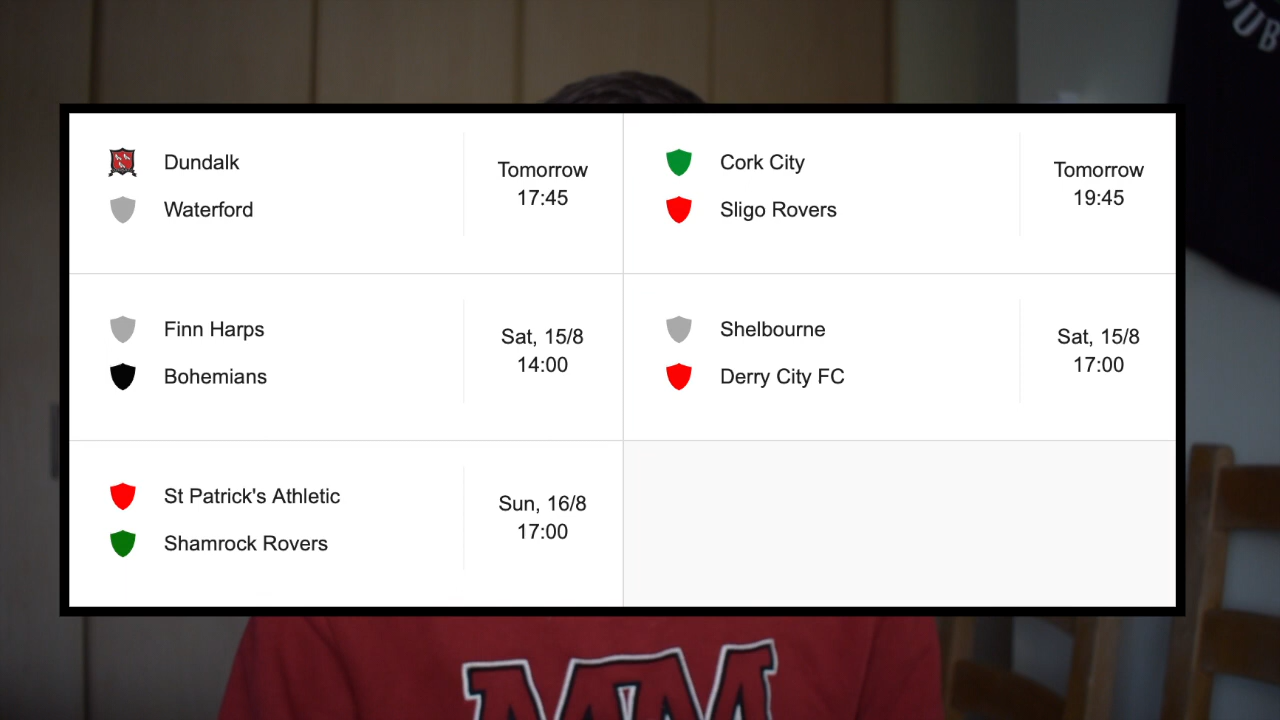 UB
Dundalk
Waterford
Tomorrow
17:45
Cork City
Sligo Rovers
Tomorrow
19:45
Finn Harps
Bohemians
Sat, 15/8
14:00
Shelbourne
Derry City FC
Sat, 15/8
17:00
St Patrick's Athletic
Shamrock Rovers
Sun, 16/8
17:00
MM